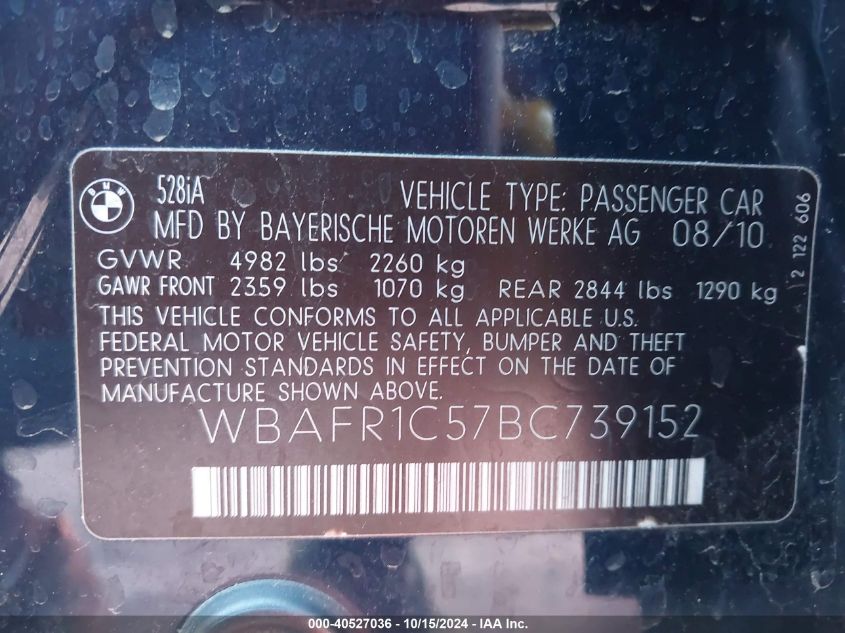 BMW
528iA VEHICLE TYPE: PASSENGER CAR
MFD BY BAYERISCHE MOTOREN WERKE AG 08/10
GVWR 4982 lbs 2260 kg
GAWR FRONT 2359 lbs 1070 kg REAR 2844 lbs 1290 kg
THIS VEHICLE CONFORMS TO ALL APPLICABLE U.S.
FEDERAL MOTOR VEHICLE SAFETY, BUMPER AND THEFT
PREVENTION STANDARDS IN EFFECT ON THE DATE OF
MANUFACTURE SHOWN ABOVE.
WBAFR1C57BC739152
2 122 606
000-40527036 - 10/15/2024 - IAA Inc.